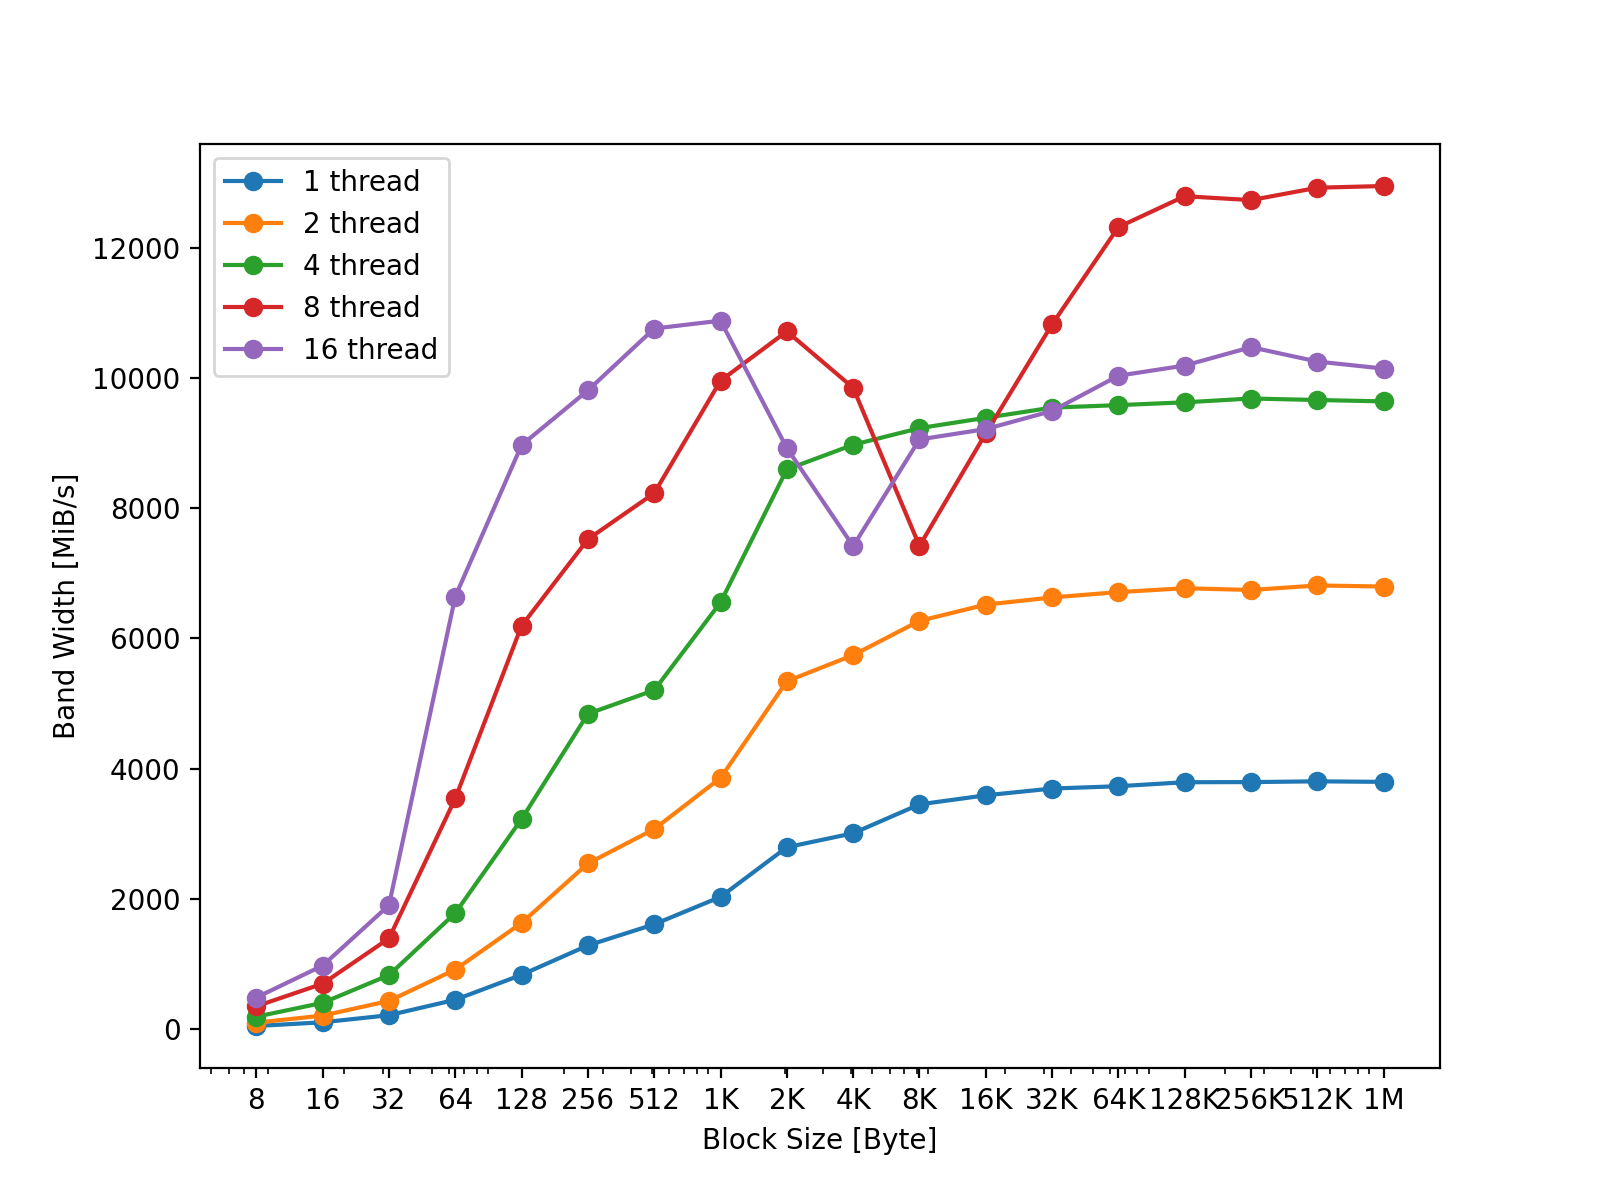 1 thread
2 thread
4 thread
8 thread
16 thread
12000
10000
8000
6000
4000
2000
0
Band Width [MiB/s]
8 16 32 64 128 256 512 1K 2K 4K 8K 16K 32K 64K 128K 256K 512K 1M
Block Size [Byte]